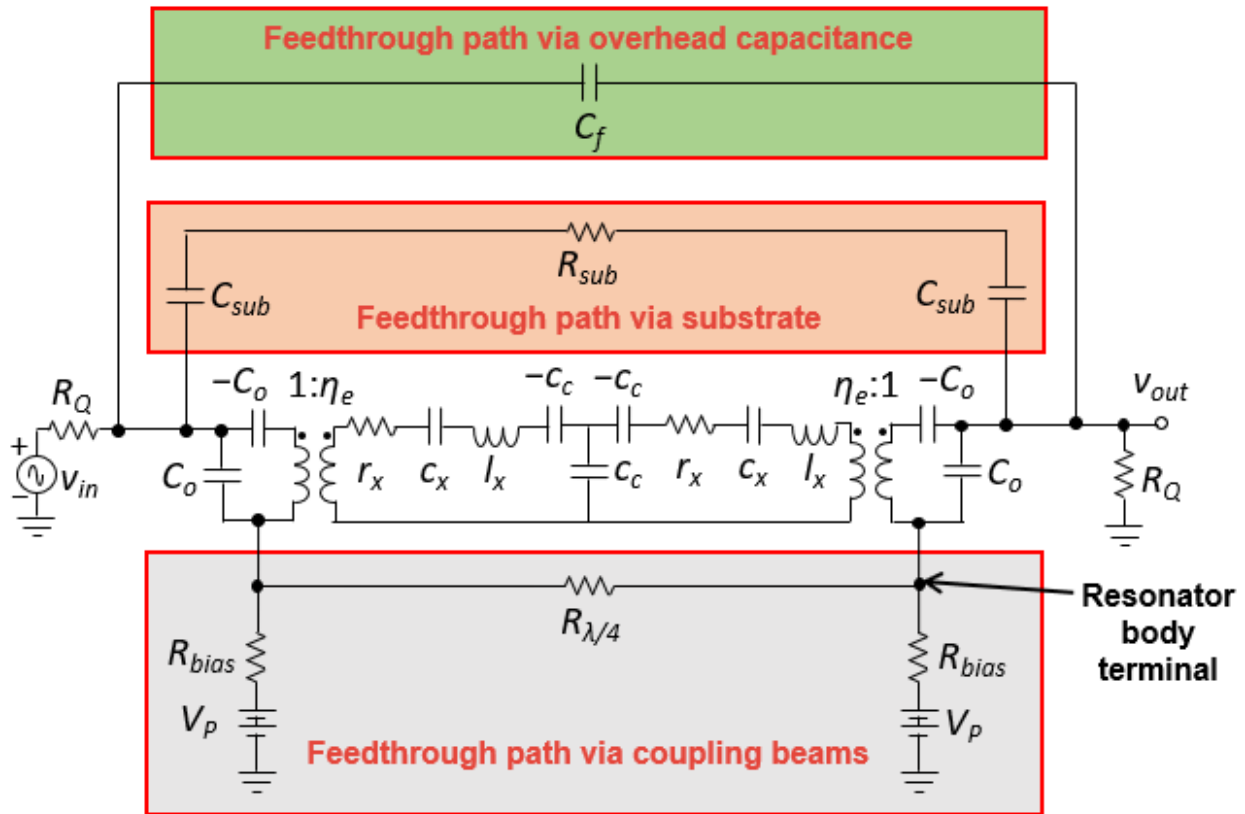 Feedthrough path via overhead capacitance
C_f
R_sub
C_sub
C_sub
Feedthrough path via substrate
−C_o
1:η_e
−c_c
−c_c
η_e:1
−C_o
v_out
R_Q
+
−
v_in
C_o
r_x
c_x
l_x
c_c
r_x
c_x
l_x
C_o
R_Q
R_λ/4
Resonator
body
terminal
R_bias
R_bias
V_P
V_P
Feedthrough path via coupling beams